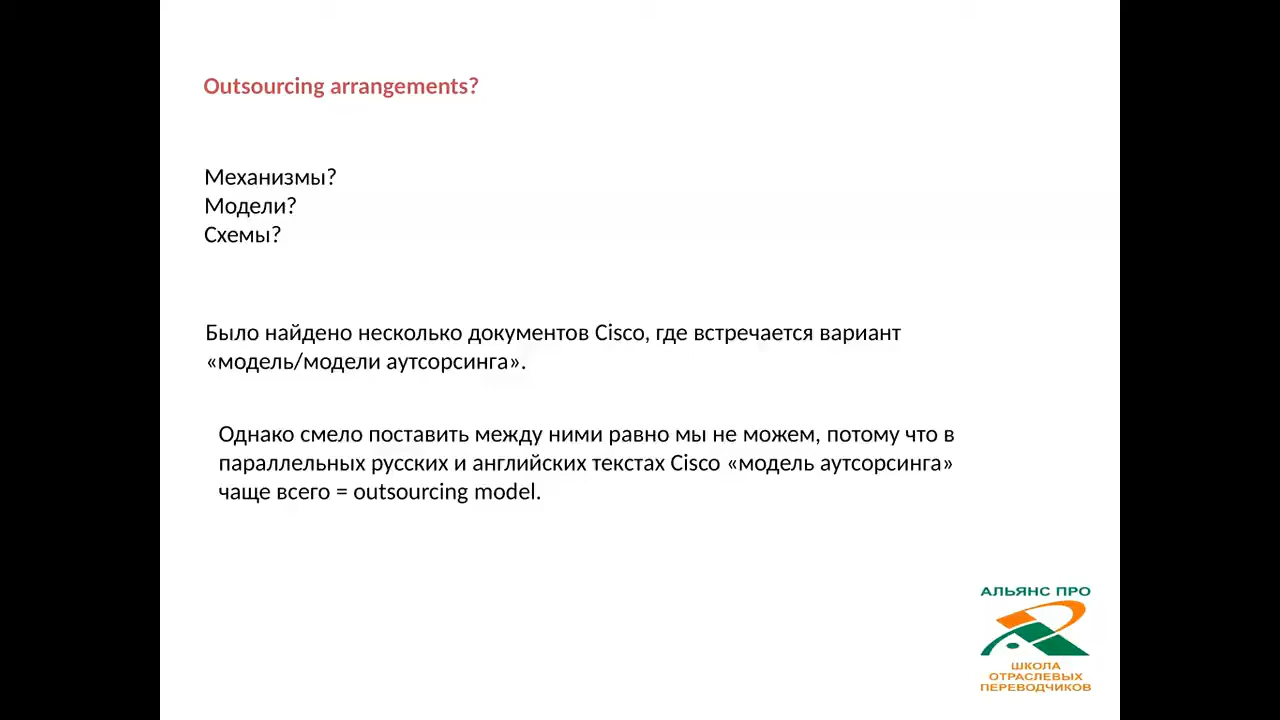 Outsourcing arrangements?
Механизмы?
Модели?
Схемы?
Было найдено несколько документов Cisco, где встречается вариант
«модель/модели аутсорсинга».
Однако смело поставить между ними равно мы не можем, потому что в
параллельных русских и английских текстах Cisco «модель аутсорсинга»
чаще всего = outsourcing model.
АЛЬЯНС ПРО
ШКОЛА
ОТРАСЛЕВЫХ
ПЕРЕВОДЧИКОВ